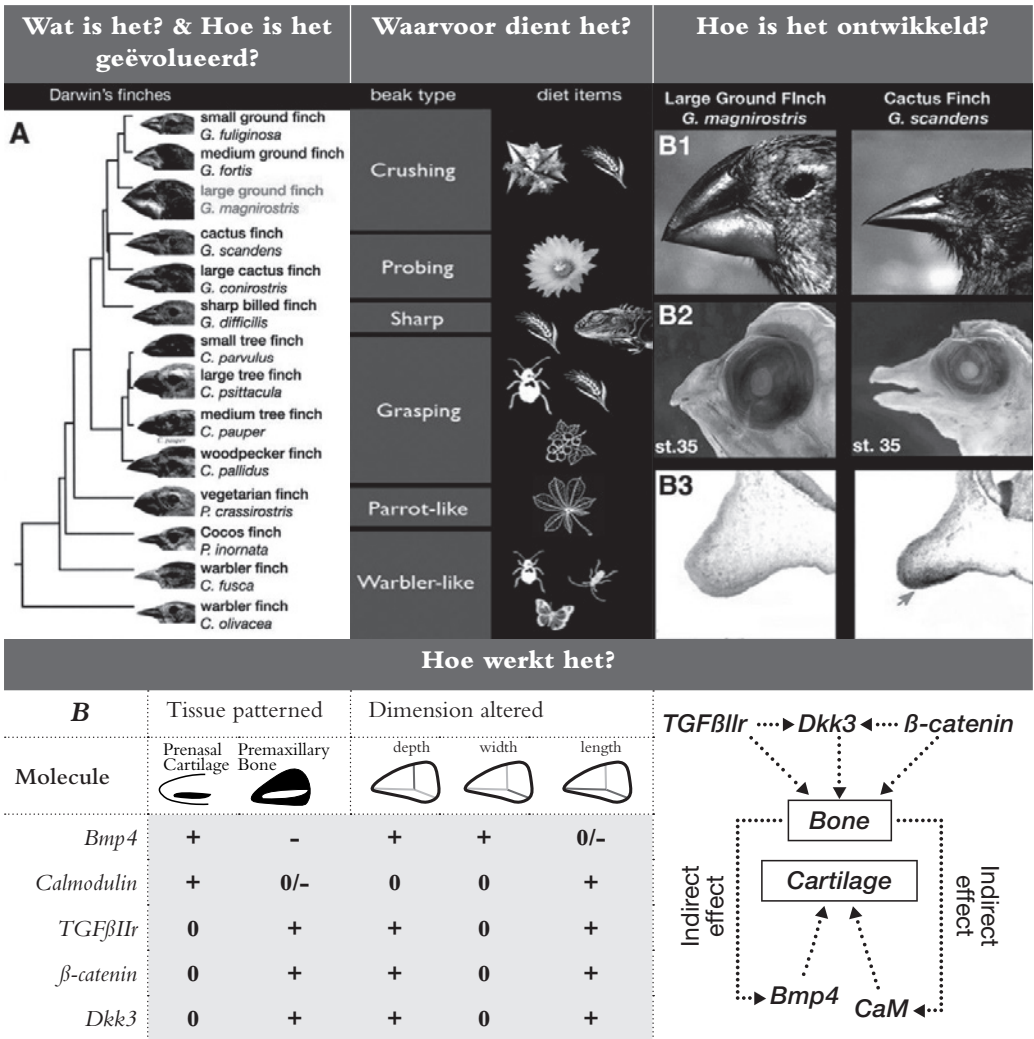 Wat is het? & Hoe is het
geëvolueerd?
Waarvoor dient het?
Hoe is het ontwikkeld?
Darwin's finches
beak type
diet items
Large Ground FInch
G. magnirostris
Cactus Finch
G. scandens
A
small ground finch
G. fuliginosa
medium ground finch
G. fortis
large ground finch
G. magnirostris
cactus finch
G. scandens
large cactus finch
G. conirostris
sharp billed finch
G. difficilis
small tree finch
C. parvulus
large tree finch
C. psittacula
medium tree finch
C. pauper
C. pauper
woodpecker finch
C. pallidus
vegetarian finch
P. crassirostris
Cocos finch
P. inornata
warbler finch
C. fusca
warbler finch
C. olivacea
Crushing
Probing
Sharp
Grasping
Parrot-like
Warbler-like
B1
B2
st.35
st. 35
B3
Hoe werkt het?
B
Tissue patterned
Dimension altered
Molecule
Prenasal
Cartilage
Premaxillary
Bone
depth
width
length
Bmp4 + - + + 0/-
Calmodulin + 0/- 0 0 +
TGFßIIr 0 + + 0 +
ß-catenin 0 + + 0 +
Dkk3 0 + + 0 +
TGFßIIr Dkk3 ß-catenin
Bone
Cartilage
Indirect
effect
Indirect
effect
Bmp4
CaM